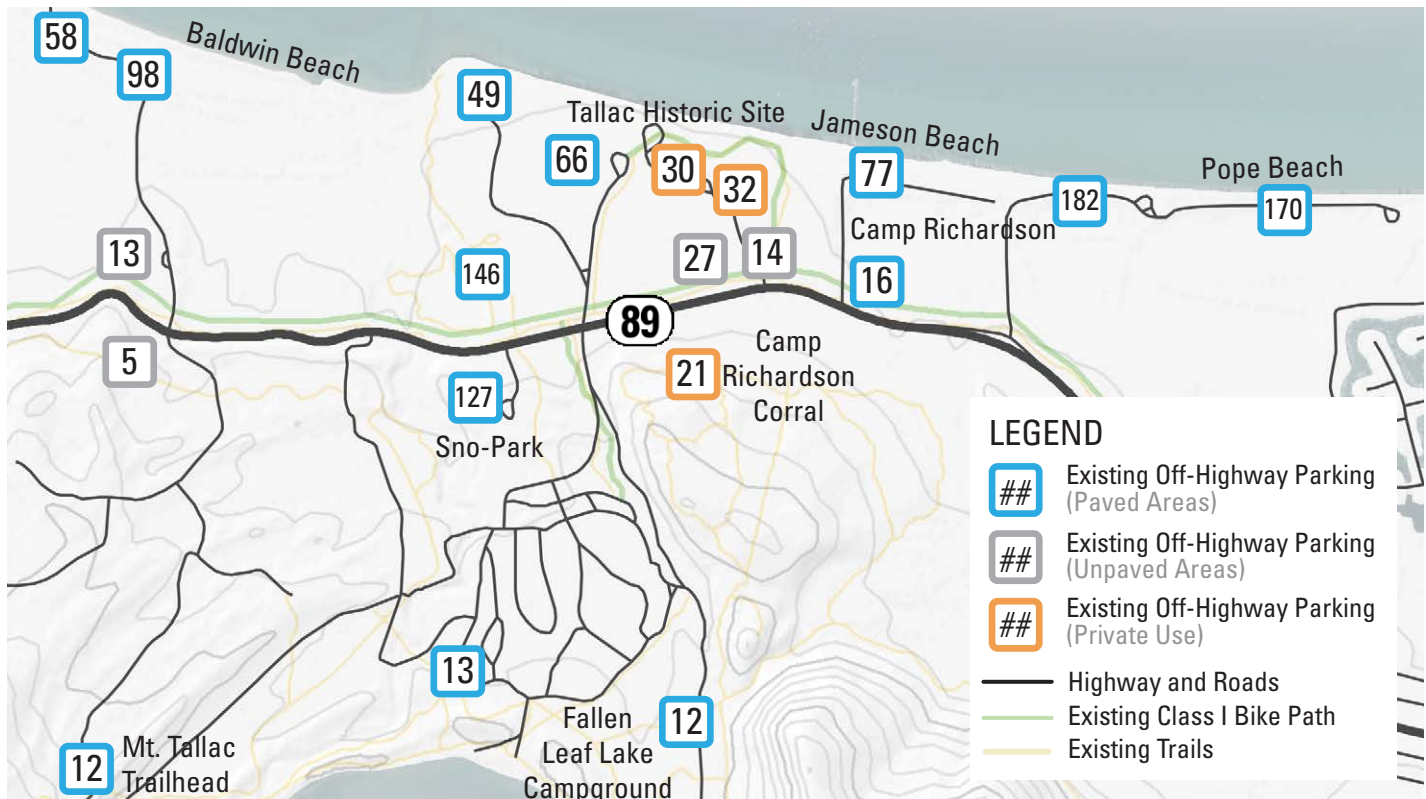 58
Baldwin Beach
98
49
Tallac Historic Site
Jameson Beach
66
30
32
77
Pope Beach
182
170
Camp Richardson
13
146
27
14
16
89
5
127
Sno-Park
21
Camp
Richardson
Corral
13
12
Fallen
Leaf Lake
Campground
12
Mt. Tallac
Trailhead
LEGEND
## Existing Off-Highway Parking
(Paved Areas)
## Existing Off-Highway Parking
(Unpaved Areas)
## Existing Off-Highway Parking
(Private Use)
Highway and Roads
Existing Class I Bike Path
Existing Trails